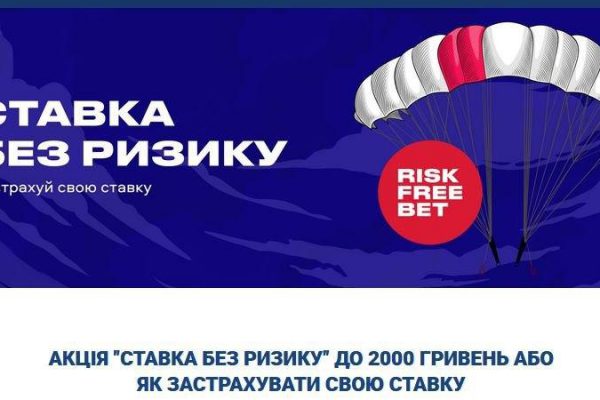 СТАВКА
БЕЗ РИЗИКУ
страхуй свою ставку
RISK
FREE
BET
АКЦІЯ "СТАВКА БЕЗ РИЗИКУ" ДО 2000 ГРИВЕНЬ АБО
ЯК ЗАСТРАХУВАТИ СВОЮ СТАВКУ